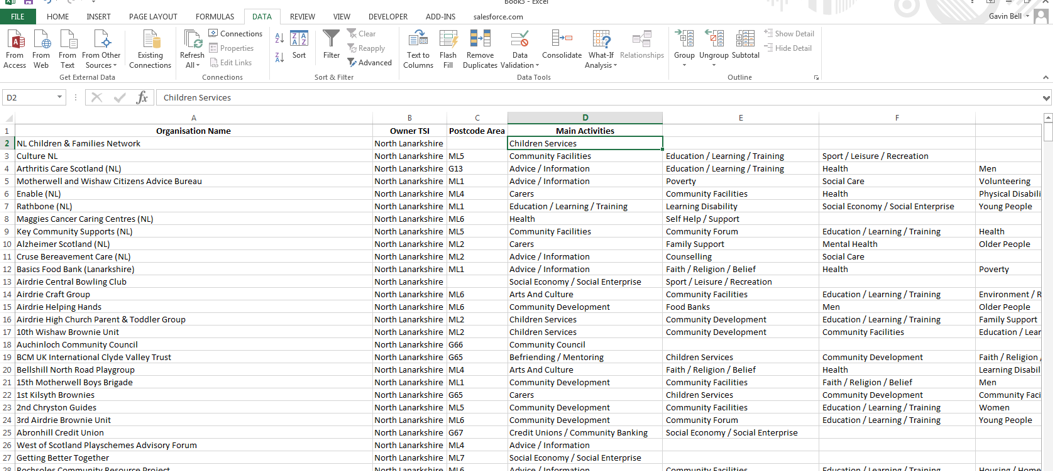 Book5 - Excel
FILE HOME INSERT PAGE LAYOUT FORMULAS DATA REVIEW VIEW DEVELOPER ADD-INS salesforce.com Gavin Bell
From Access From Web From Text From Other Sources Existing Connections Refresh All Connections Properties Edit Links Sort Filter Clear Reapply Advanced Text to Columns Flash Fill Remove Duplicates Data Validation Consolidate What-If Analysis Relationships Group Ungroup Subtotal Show Detail Hide Detail
Get External Data Connections Sort & Filter Data Tools Outline
D2 fx Children Services
A B C D E F
1 Organisation Name Owner TSI Postcode Area Main Activities
2 NL Children & Families Network North Lanarkshire Children Services
3 Culture NL North Lanarkshire ML5 Community Facilities Education / Learning / Training Sport / Leisure / Recreation
4 Arthritis Care Scotland (NL) North Lanarkshire G13 Advice / Information Education / Learning / Training Health Men
5 Motherwell and Wishaw Citizens Advice Bureau North Lanarkshire ML1 Advice / Information Poverty Social Care Volunteering
6 Enable (NL) North Lanarkshire ML4 Carers Community Facilities Health Physical Disabili
7 Rathbone (NL) North Lanarkshire ML1 Education / Learning / Training Learning Disability Social Economy / Social Enterprise Young People
8 Maggies Cancer Caring Centres (NL) North Lanarkshire ML6 Health Self Help / Support
9 Key Community Supports (NL) North Lanarkshire ML5 Community Facilities Community Forum Education / Learning / Training Health
10 Alzheimer Scotland (NL) North Lanarkshire ML2 Carers Family Support Mental Health Older People
11 Cruse Bereavement Care (NL) North Lanarkshire ML2 Advice / Information Counselling Social Care
12 Basics Food Bank (Lanarkshire) North Lanarkshire ML1 Advice / Information Faith / Religion / Belief Health Poverty
13 Airdrie Central Bowling Club North Lanarkshire Social Economy / Social Enterprise Sport / Leisure / Recreation
14 Airdrie Craft Group North Lanarkshire ML6 Arts And Culture Community Facilities Education / Learning / Training Environment / R
15 Airdrie Helping Hands North Lanarkshire ML6 Community Development Food Banks Men Older People
16 Airdrie High Church Parent & Toddler Group North Lanarkshire ML6 Children Services Community Development Education / Learning / Training Family Support
17 10th Wishaw Brownie Unit North Lanarkshire ML2 Children Services Community Development Community Facilities Education / Lear
18 Auchinloch Community Council North Lanarkshire G66 Community Council
19 BCM UK International Clyde Valley Trust North Lanarkshire G65 Befriending / Mentoring Children Services Community Development Faith / Religion /
20 Bellshill North Road Playgroup North Lanarkshire ML4 Arts And Culture Faith / Religion / Belief Health Learning Disabil
21 15th Motherwell Boys Brigade North Lanarkshire ML1 Community Development Community Facilities Faith / Religion / Belief Men
22 1st Kilsyth Brownies North Lanarkshire G65 Carers Children Services Community Development Community Faci
23 2nd Chryston Guides North Lanarkshire ML5 Community Development Community Facilities Education / Learning / Training Women
24 3rd Airdrie Brownie Unit North Lanarkshire ML6 Community Development Community Forum Education / Learning / Training Young People
25 Abronhill Credit Union North Lanarkshire G67 Credit Unions / Community Banking Social Economy / Social Enterprise
26 West of Scotland Playschemes Advisory Forum North Lanarkshire ML4 Advice / Information
27 Getting Better Together North Lanarkshire ML7 Social Economy / Social Enterprise
28 Rochsoles Community Resource Project North Lanarkshire ML6 Advice / Information Community Facilities Education / Learning / Training Housing / Home